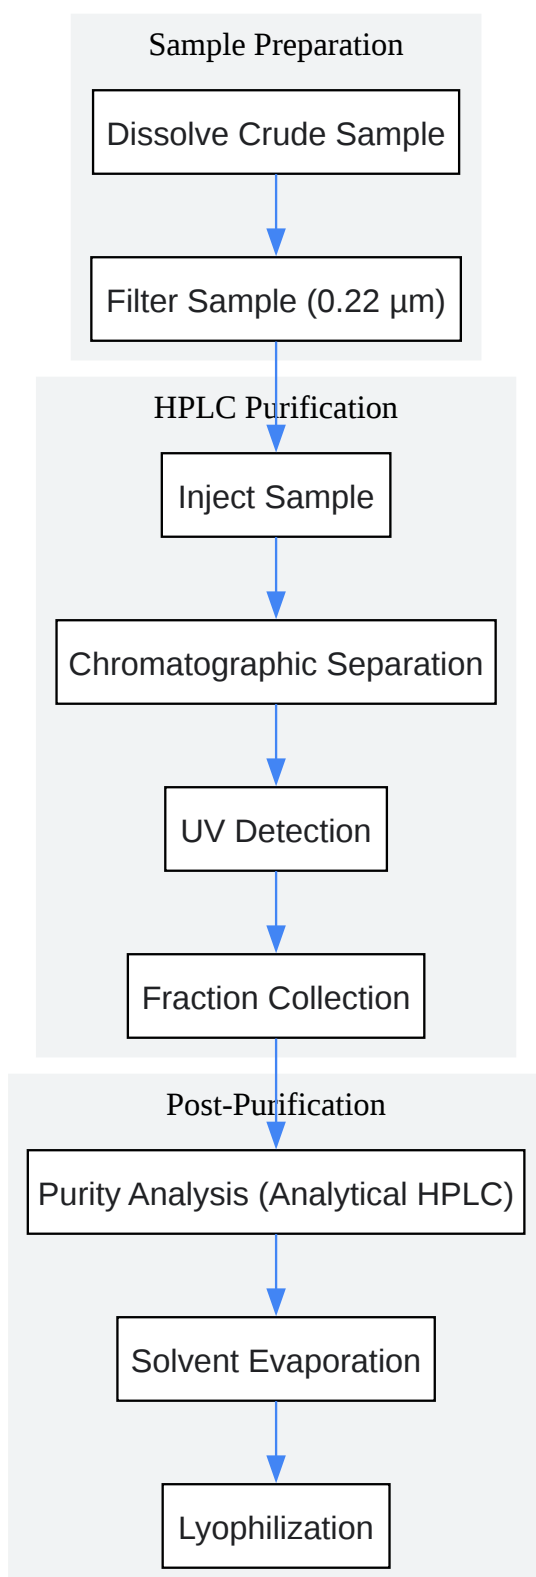 Sample Preparation
Dissolve Crude Sample
Filter Sample (0.22 µm)
HPLC Purification
Inject Sample
Chromatographic Separation
UV Detection
Fraction Collection
Post-Purification
Purity Analysis (Analytical HPLC)
Solvent Evaporation
Lyophilization